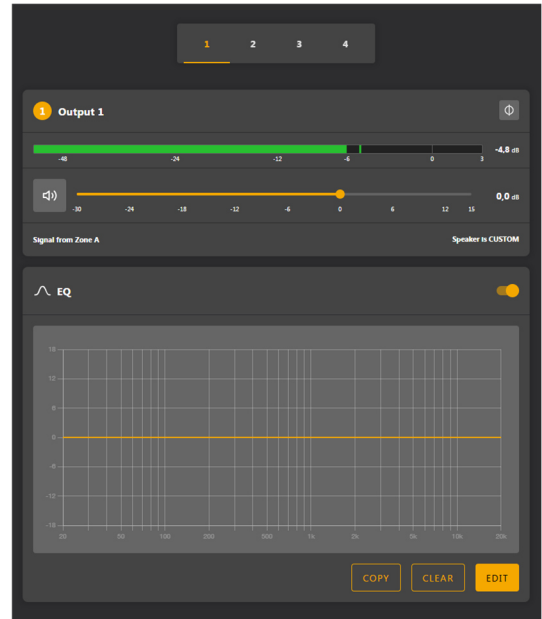 1 2 3 4
1 Output 1
-4,8 dB
-48 -24 -12 -6 0 3
0,0 dB
-30 -24 -18 -12 -6 0 6 12 15
Signal from Zone A Speaker is CUSTOM
EQ
18
12
6
0
-6
-12
-18
20 50 100 200 500 1k 2k 5k 10k 20k
COPY CLEAR EDIT